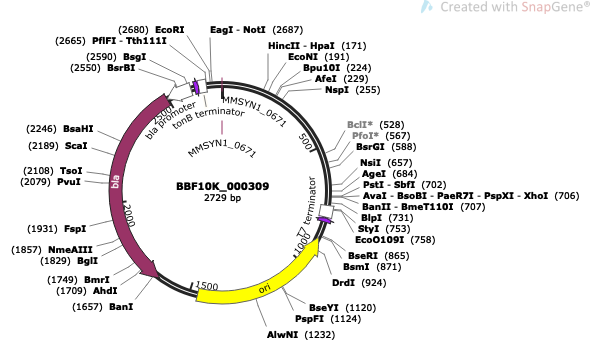 Created with SnapGene®
(2680) EcoRI
EagI - NotI (2687)
(2665) PflFI - Tth111I
(2590) BsgI
(2550) BsrBI
HincII - HpaI (171)
EcoNI (191)
Bpu10I (224)
AfeI (229)
NspI (255)
bla promoter
tonB terminator
MMSYN1_0671
MMSYN1_0671
2500
500
BclI* (528)
PfoI* (567)
BsrGI (588)
(2246) BsaHI
(2189) ScaI
(2108) TsoI
(2079) PvuI
NsiI (657)
AgeI (684)
PstI - SbfI (702)
AvaI - BsoBI - PaeR7I - PspXI - XhoI (706)
BanII - BmeT110I (707)
BlpI (731)
StyI (753)
EcoO109I (758)
bla
BBF10K_000309
2729 bp
T7 terminator
2000
1000
(1931) FspI
(1857) NmeAIII
(1829) BglI
(1749) BmrI
(1709) AhdI
(1657) BanI
BseRI (865)
BsmI (871)
DrdI (924)
1500
ori
BseYI (1120)
PspFI (1124)
AlwNI (1232)